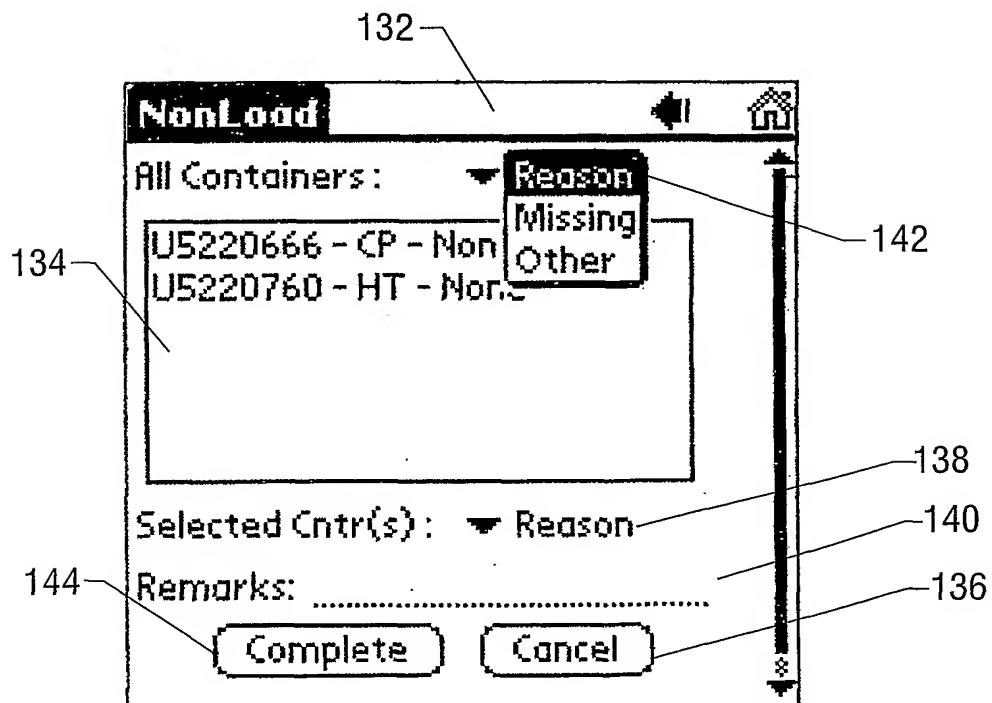 132
NonLoad
All Containers: Reason
Missing
Other
142
134
U5220666 - CP - Non
U5220760 - HT - None
138
Selected Cntr(s): Reason
140
144
Remarks:
136
Complete Cancel